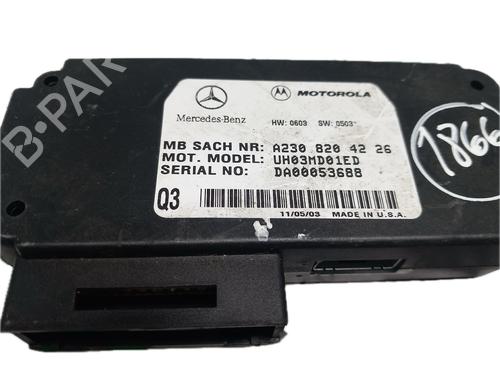 B-PAR
MOTOROLA
Mercedes-Benz
HW: 0603 SW: 0503
MB SACH NR: A230 820 42 26
MOT. MODEL: UH03MD01ED
SERIAL NO: DA00053688
Q3
11/05/03 MADE IN U.S.A.
1866